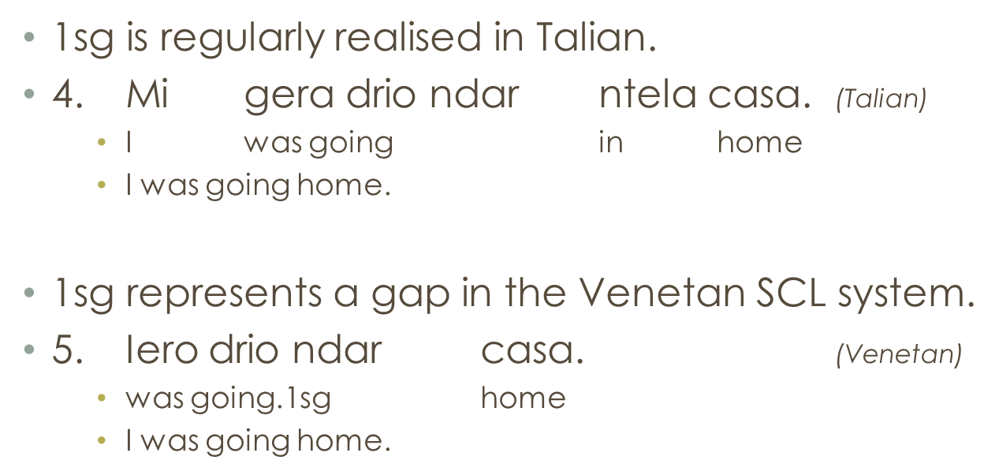 • 1sg is regularly realised in Talian.
• 4. Mi gera drio ndar ntela casa. (Talian)
• I was going in home
• I was going home.
• 1sg represents a gap in the Venetan SCL system.
• 5. Iero drio ndar casa. (Venetan)
• was going.1sg home
• I was going home.